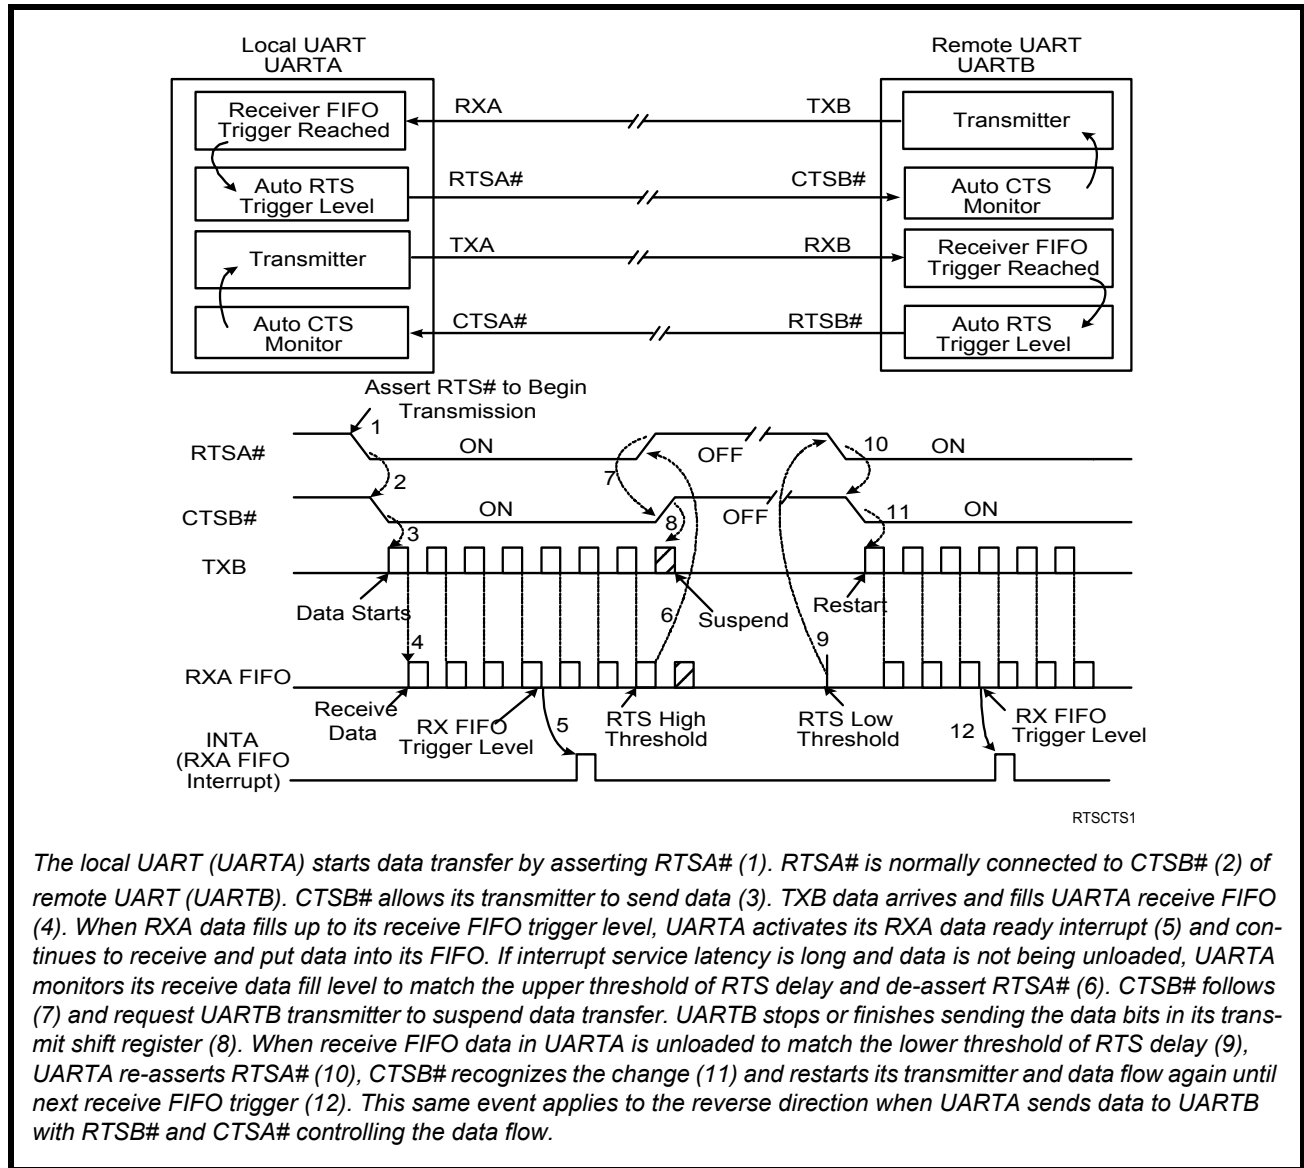 Local UART
UARTA
Remote UART
UARTB
Receiver FIFO
Trigger Reached
RXA
TXB
Transmitter
Auto RTS
Trigger Level
RTSA#
CTSB#
Auto CTS
Monitor
Transmitter
TXA
RXB
Receiver FIFO
Trigger Reached
Auto CTS
Monitor
CTSA#
RTSB#
Auto RTS
Trigger Level
Assert RTS# to Begin
Transmission
1
RTSA#
ON
OFF
10
ON
2
7
CTSB#
ON
8
OFF
11
ON
3
TXB
Data Starts
6
Suspend
Restart
4
9
RXA FIFO
Receive
Data
RX FIFO
Trigger Level
5
RTS High
Threshold
RTS Low
Threshold
12
RX FIFO
Trigger Level
INTA
(RXA FIFO
Interrupt)
RTSCTS1
The local UART (UARTA) starts data transfer by asserting RTSA# (1). RTSA# is normally connected to CTSB# (2) of
remote UART (UARTB). CTSB# allows its transmitter to send data (3). TXB data arrives and fills UARTA receive FIFO
(4). When RXA data fills up to its receive FIFO trigger level, UARTA activates its RXA data ready interrupt (5) and con-
tinues to receive and put data into its FIFO. If interrupt service latency is long and data is not being unloaded, UARTA
monitors its receive data fill level to match the upper threshold of RTS delay and de-assert RTSA# (6). CTSB# follows
(7) and request UARTB transmitter to suspend data transfer. UARTB stops or finishes sending the data bits in its trans-
mit shift register (8). When receive FIFO data in UARTA is unloaded to match the lower threshold of RTS delay (9),
UARTA re-asserts RTSA# (10), CTSB# recognizes the change (11) and restarts its transmitter and data flow again until
next receive FIFO trigger (12). This same event applies to the reverse direction when UARTA sends data to UARTB
with RTSB# and CTSA# controlling the data flow.